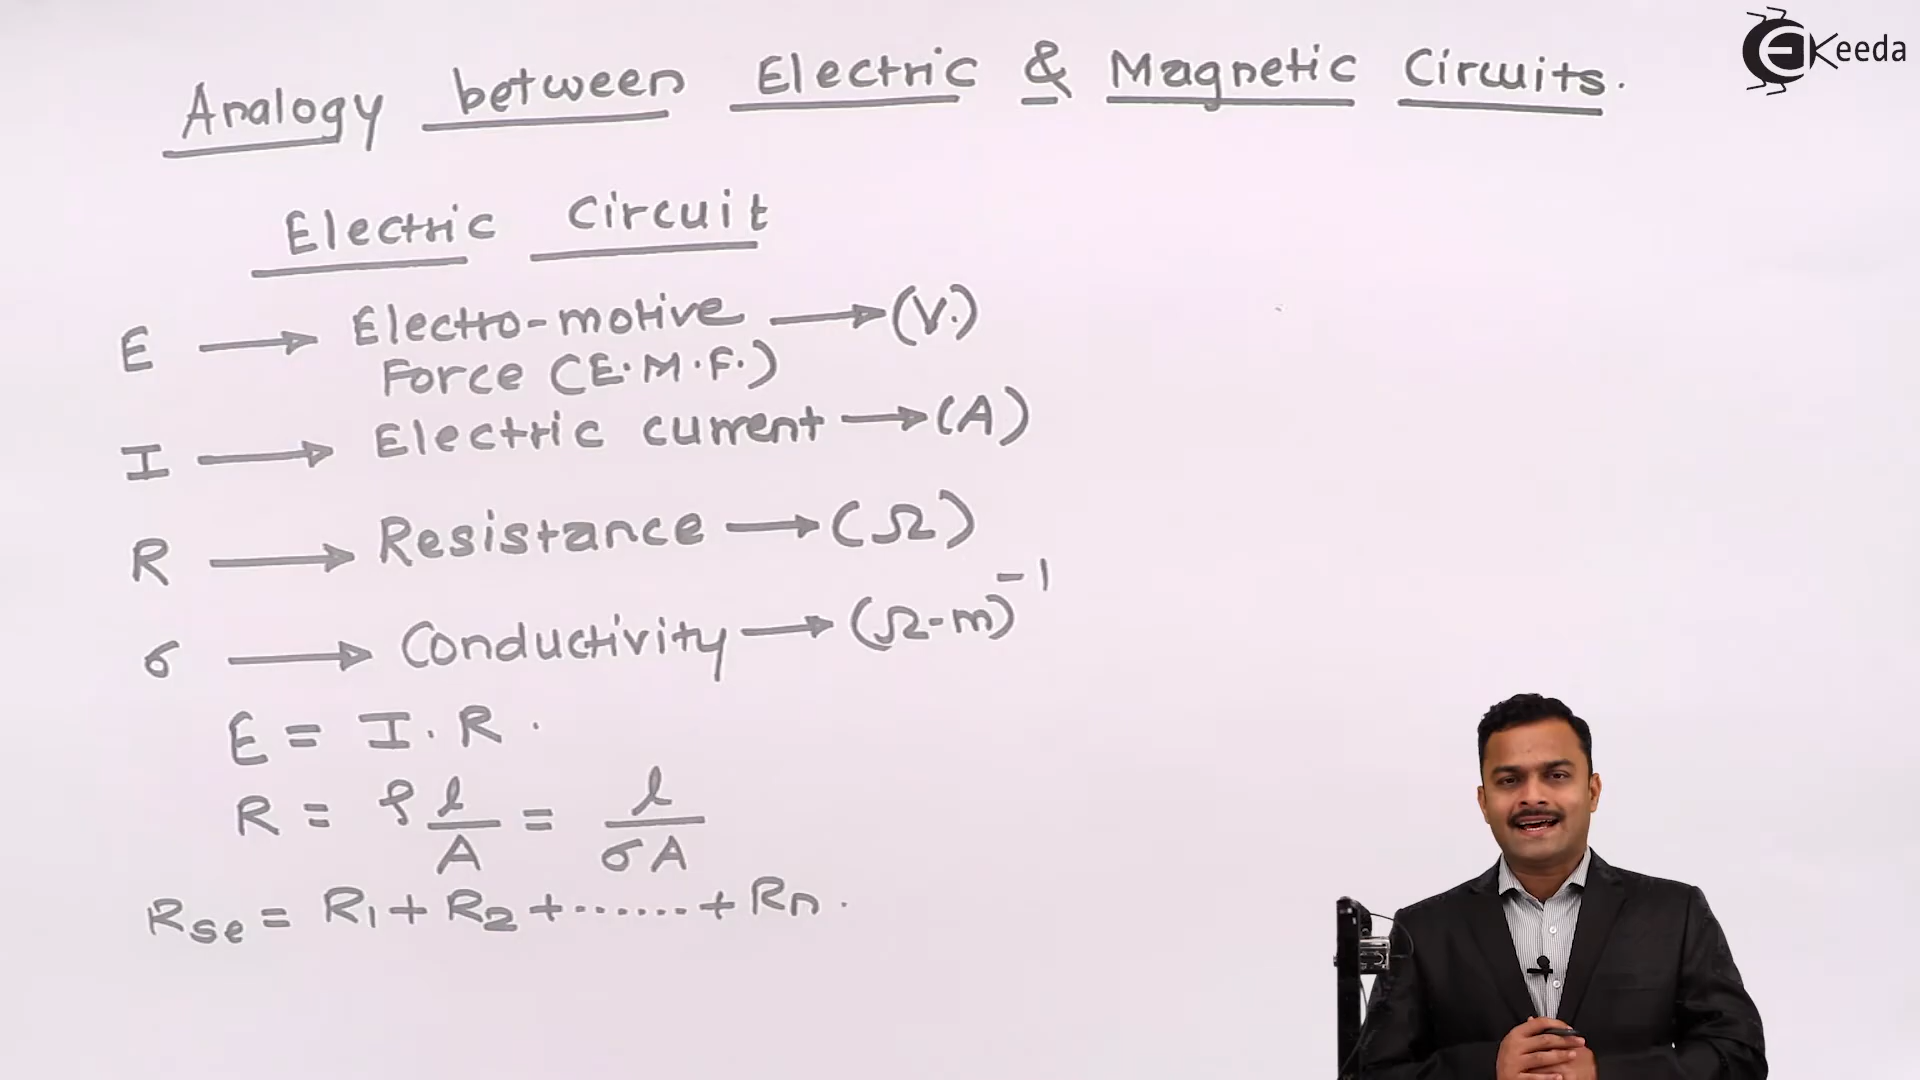 Analogy between Electric & Magnetic Circuits.
EKeeda
Electric Circuit
E → Electro-motive Force (E.M.F.) → (V.)
I → Electric current → (A)
R → Resistance → (Ω)
σ → Conductivity → (Ω-m)⁻¹
E = I . R .
R = ρ l/A = l/σA
Rse = R1 + R2 + ....... + Rn .